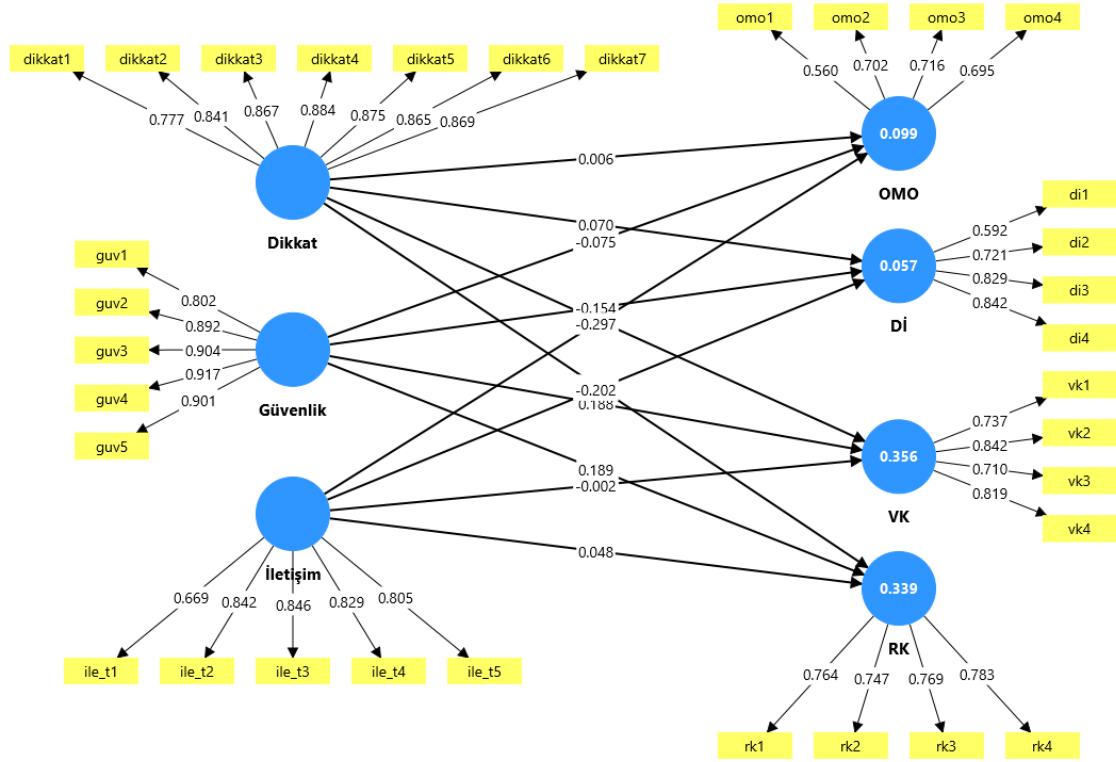 omo1 omo2 omo3 omo4
dikkat1 dikkat2 dikkat3 dikkat4 dikkat5 dikkat6 dikkat7
0.560 0.702 0.716 0.695
0.777 0.841 0.867 0.884 0.875 0.865 0.869
0.099
OMO
0.006
Dikkat
di1
di2
di3
di4
0.592
0.721
0.829
0.842
0.057
Dİ
0.070
-0.075
guv1
guv2
guv3
guv4
guv5
0.802
0.892
0.904
0.917
0.901
Güvenlik
-0.154
-0.297
-0.202
0.188
vk1
vk2
vk3
vk4
0.737
0.842
0.710
0.819
0.356
VK
0.189
-0.002
0.048
İletişim
0.669 0.842 0.846 0.829 0.805
ile_t1 ile_t2 ile_t3 ile_t4 ile_t5
0.339
RK
0.764 0.747 0.769 0.783
rk1 rk2 rk3 rk4